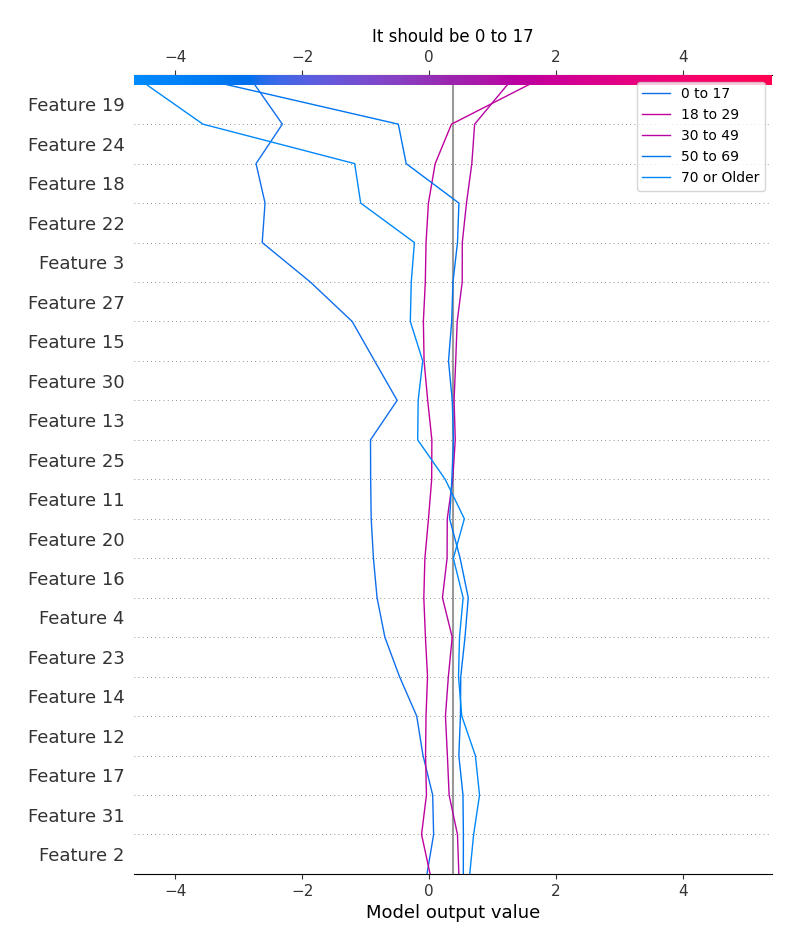 It should be 0 to 17
−4 −2 0 2 4
0 to 17
18 to 29
30 to 49
50 to 69
70 or Older
Feature 19
Feature 24
Feature 18
Feature 22
Feature 3
Feature 27
Feature 15
Feature 30
Feature 13
Feature 25
Feature 11
Feature 20
Feature 16
Feature 4
Feature 23
Feature 14
Feature 12
Feature 17
Feature 31
Feature 2
−4 −2 0 2 4
Model output value